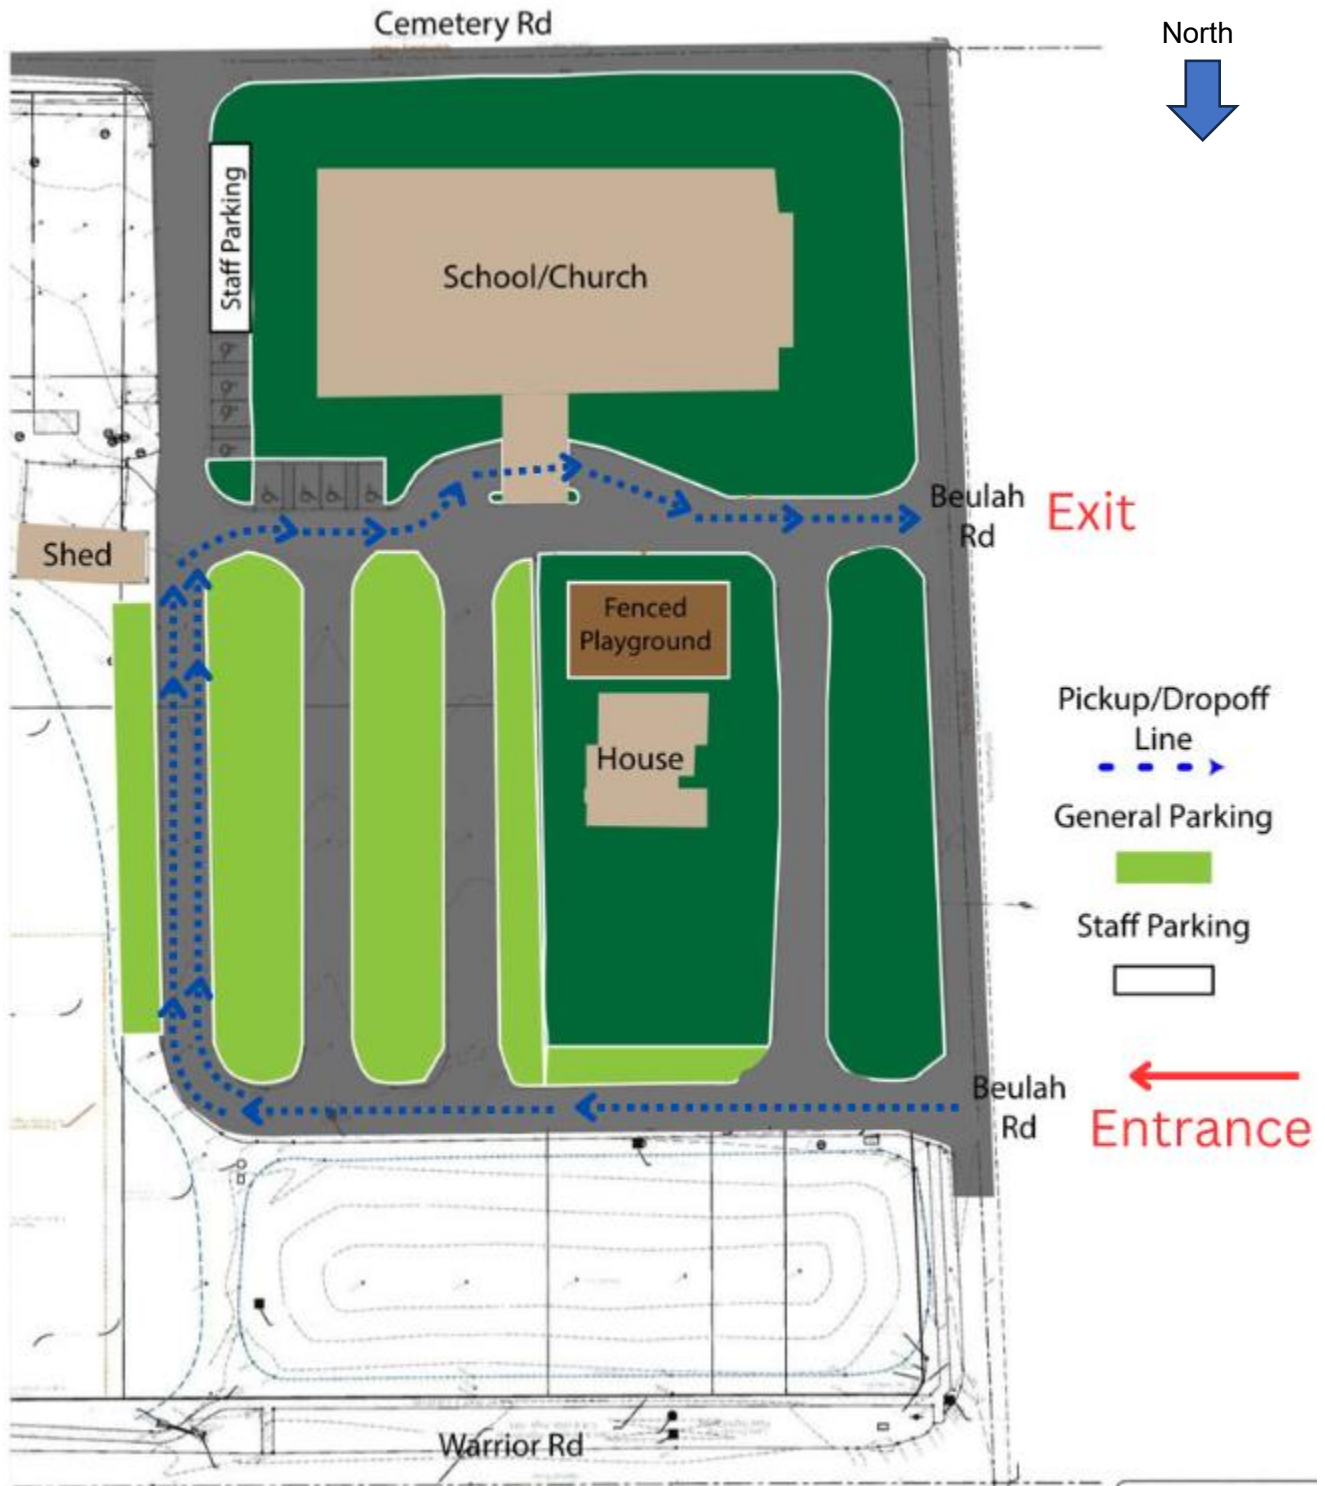 Cemetery Rd
North
Staff Parking
School/Church
Beulah
Rd
Exit
Shed
Fenced
Playground
House
Pickup/Dropoff
Line
General Parking
Staff Parking
Beulah
Rd
Entrance
Warrior Rd